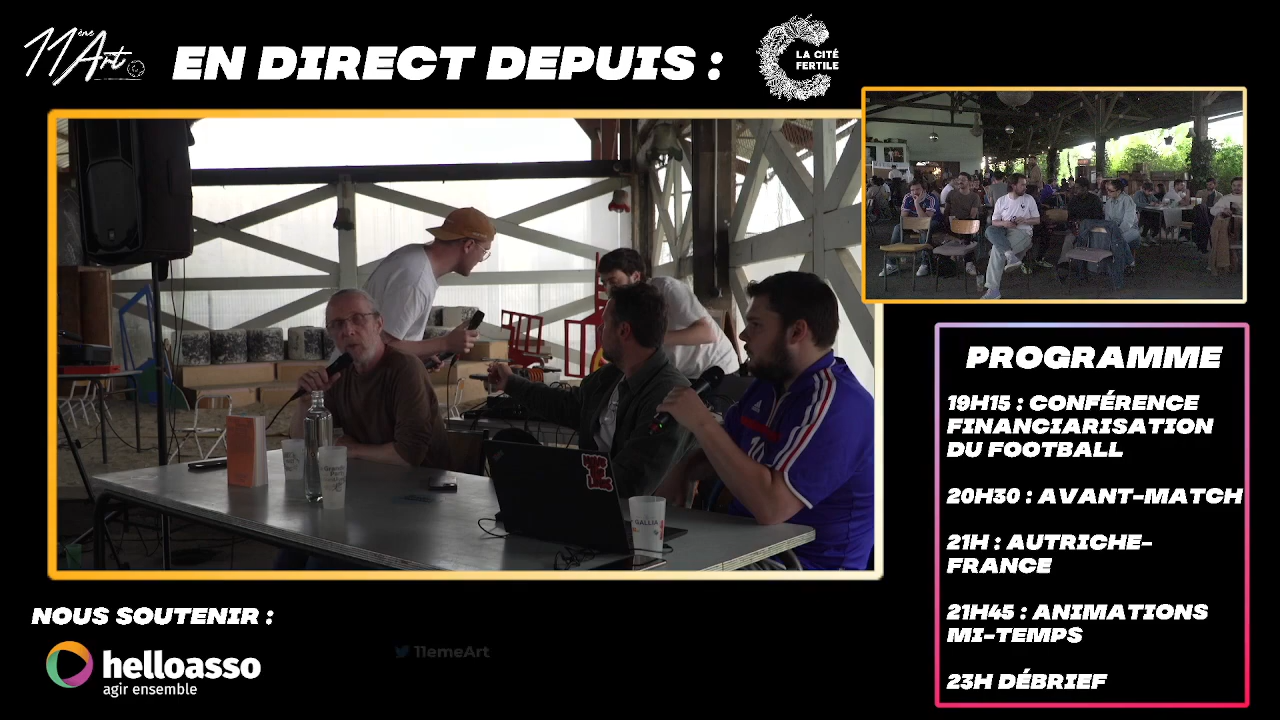 11ème Art
EN DIRECT DEPUIS :
LA CITÉ
FERTILE
PROGRAMME
19H15 : CONFÉRENCE
FINANCIARISATION
DU FOOTBALL
20H30 : AVANT-MATCH
21H : AUTRICHE-
FRANCE
21H45 : ANIMATIONS
MI-TEMPS
23H DÉBRIEF
GALLIA
NOUS SOUTENIR :
helloasso
agir ensemble
11emeArt